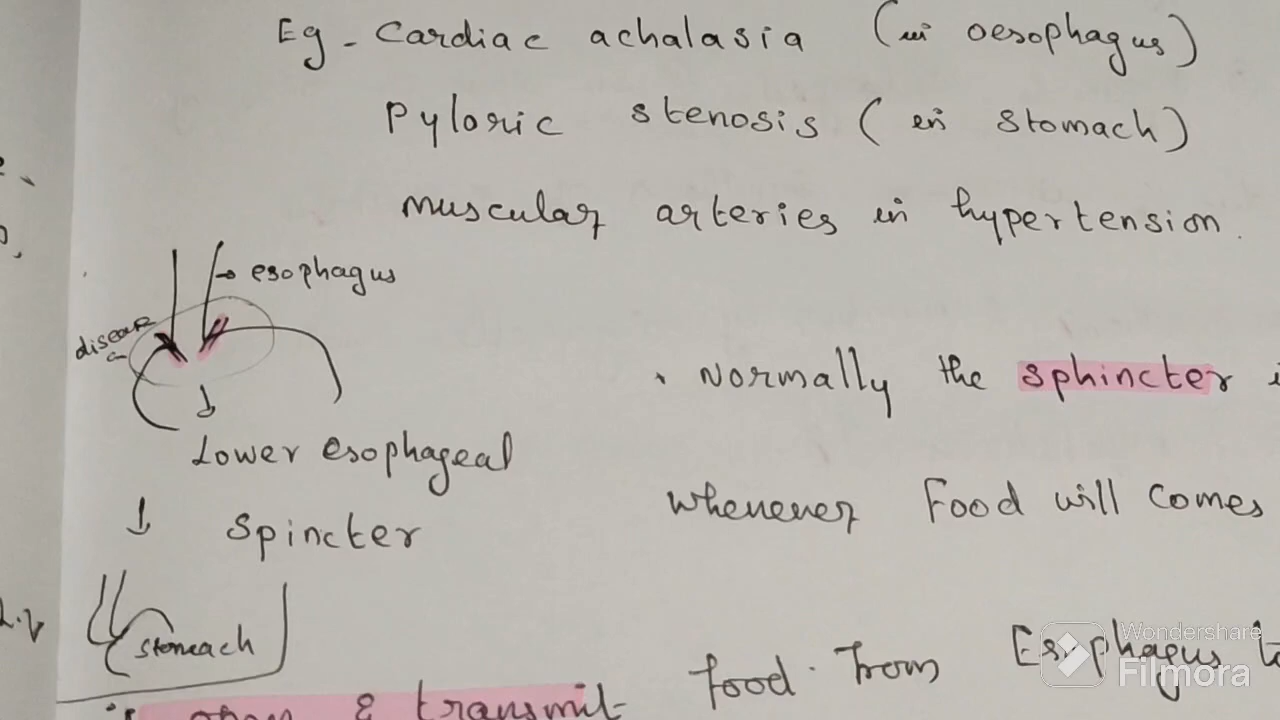 Eg - Cardiac achalasia (in oesophagus)
Pyloric stenosis (in stomach)
muscular arteries in hypertension.
→ esophagus
disease
. Normally the sphincter
Lower esophageal
whenever Food will comes
Spincter
stomach
food. From Esophagus
open & transmit
Wondershare
Filmora